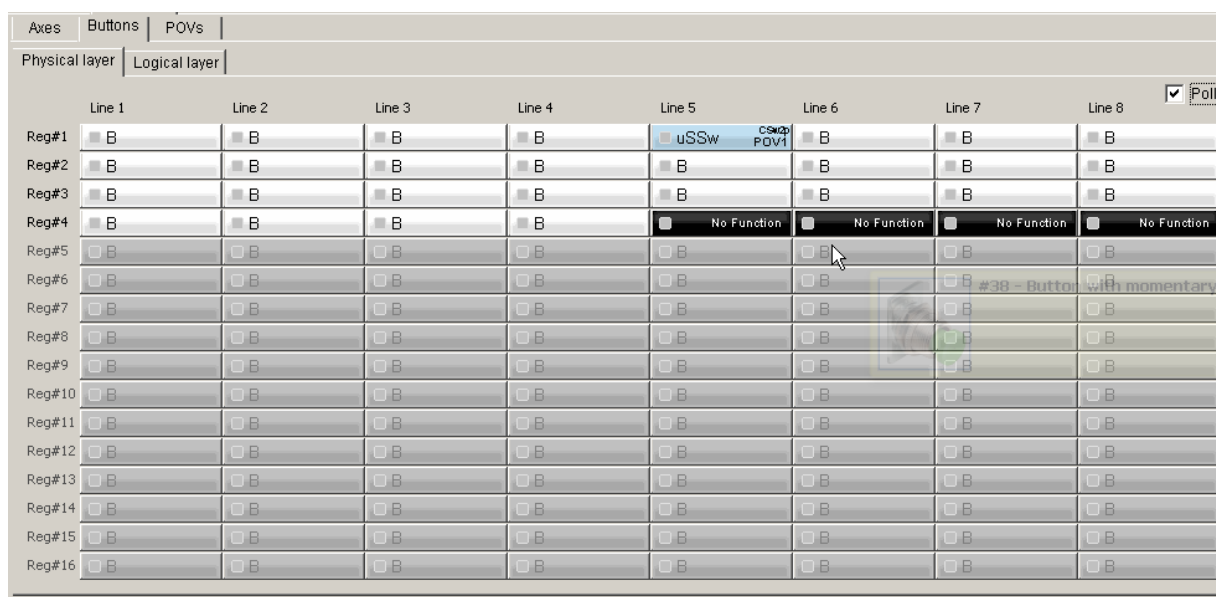 Axes Buttons POVs
Physical layer Logical layer
Poll
Line 1 Line 2 Line 3 Line 4 Line 5 Line 6 Line 7 Line 8
Reg#1 B B B B uSSw CSw2p POV1 B B B
Reg#2 B B B B B B B B
Reg#3 B B B B B B B B
Reg#4 B B B B No Function No Function No Function No Function
Reg#5 B B B B B B B B
Reg#6 B B B B B B B B
#38 - Button with momentary
Reg#7 B B B B B B B B
Reg#8 B B B B B B B B
Reg#9 B B B B B B B B
Reg#10 B B B B B B B B
Reg#11 B B B B B B B B
Reg#12 B B B B B B B B
Reg#13 B B B B B B B B
Reg#14 B B B B B B B B
Reg#15 B B B B B B B B
Reg#16 B B B B B B B B